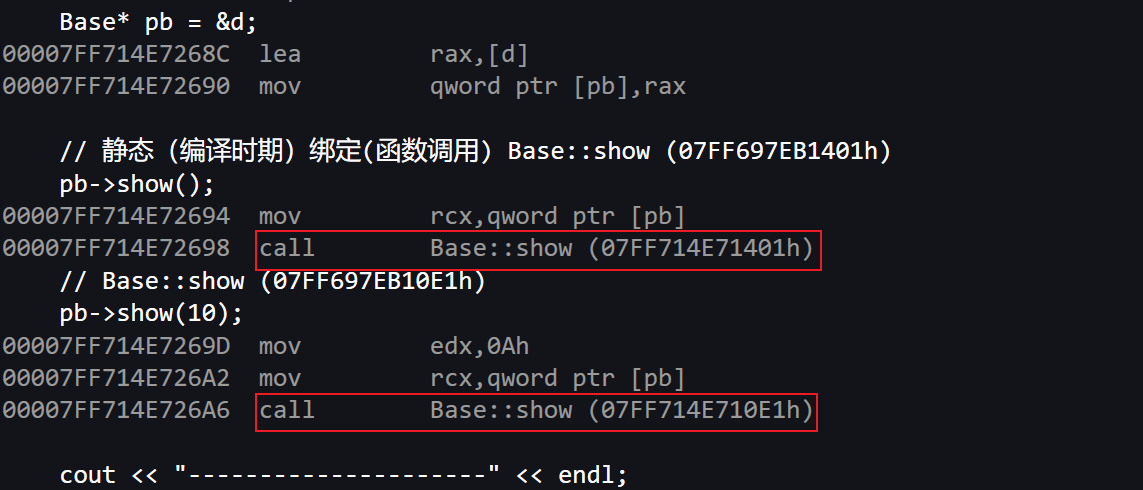 Base* pb = &d;
00007FF714E7268C  lea         rax,[d]
00007FF714E72690  mov         qword ptr [pb],rax
// 静态（编译时期）绑定(函数调用) Base::show (07FF697EB1401h)
pb->show();
00007FF714E72694  mov         rcx,qword ptr [pb]
00007FF714E72698  call        Base::show (07FF714E71401h)
// Base::show (07FF697EB10E1h)
pb->show(10);
00007FF714E7269D  mov         edx,0Ah
00007FF714E726A2  mov         rcx,qword ptr [pb]
00007FF714E726A6  call        Base::show (07FF714E710E1h)
cout << "---------------------" << endl;